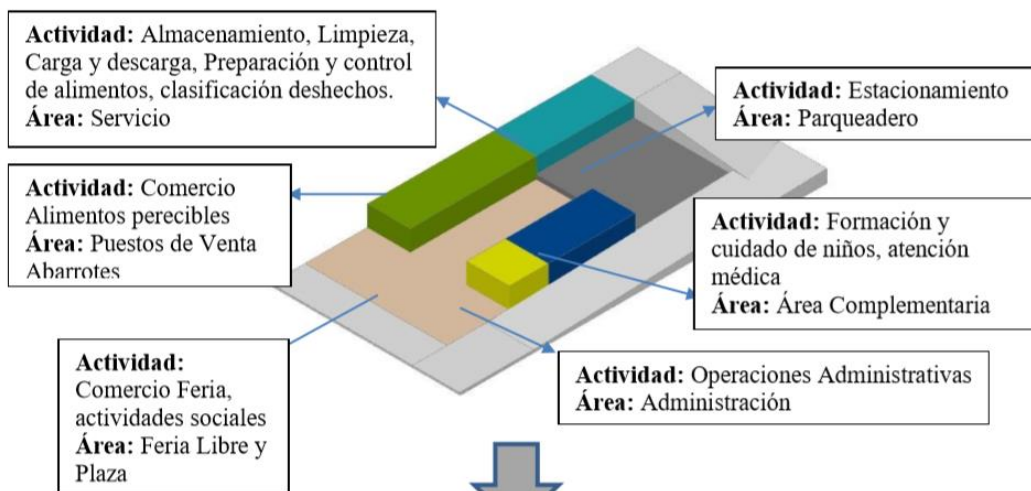 Actividad: Almacenamiento, Limpieza,
Carga y descarga, Preparación y control
de alimentos, clasificación deshechos.
Área: Servicio
Actividad: Estacionamiento
Área: Parqueadero
Actividad: Comercio
Alimentos perecibles
Área: Puestos de Venta
Abarrotes
Actividad: Formación y
cuidado de niños, atención
médica
Área: Área Complementaria
Actividad:
Comercio Feria,
actividades sociales
Área: Feria Libre y
Plaza
Actividad: Operaciones Administrativas
Área: Administración